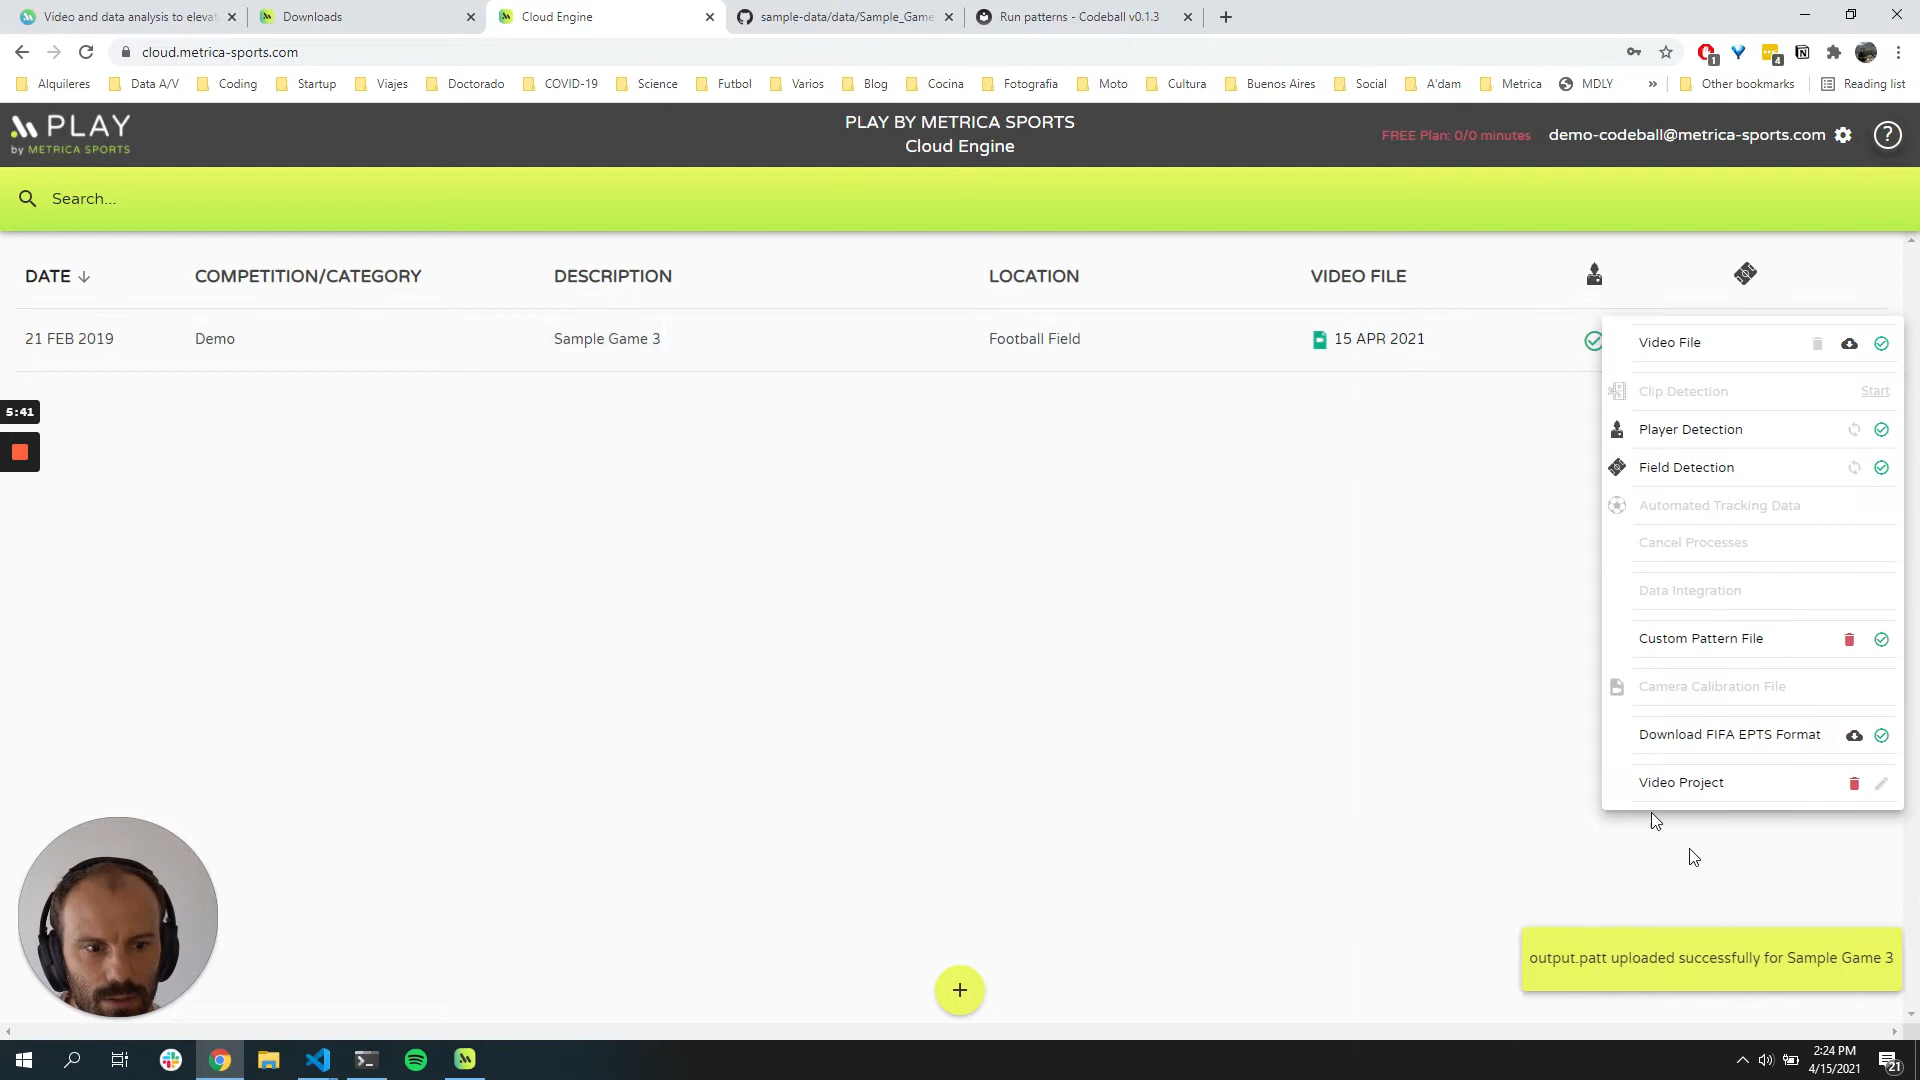 Video and data analysis to eleva
Downloads
Cloud Engine
sample-data/data/Sample_Game
Run patterns - Codeball v0.1.3
cloud.metrica-sports.com
1
4
Alquileres
Data A/V
Coding
Startup
Viajes
Doctorado
COVID-19
Science
Futbol
Varios
Blog
Cocina
Fotografia
Moto
Cultura
Buenos Aires
Social
A'dam
Metrica
MDLY
»
Other bookmarks
Reading list
PLAY
by METRICA SPORTS
PLAY BY METRICA SPORTS
Cloud Engine
FREE Plan: 0/0 minutes
demo-codeball@metrica-sports.com
?
Search...
DATE
COMPETITION/CATEGORY
DESCRIPTION
LOCATION
VIDEO FILE
21 FEB 2019
Demo
Sample Game 3
Football Field
15 APR 2021
Video File
Clip Detection
Start
Player Detection
Field Detection
Automated Tracking Data
Cancel Processes
Data Integration
Custom Pattern File
Camera Calibration File
Download FIFA EPTS Format
Video Project
5:41
output.patt uploaded successfully for Sample Game 3
2:24 PM
4/15/2021
21